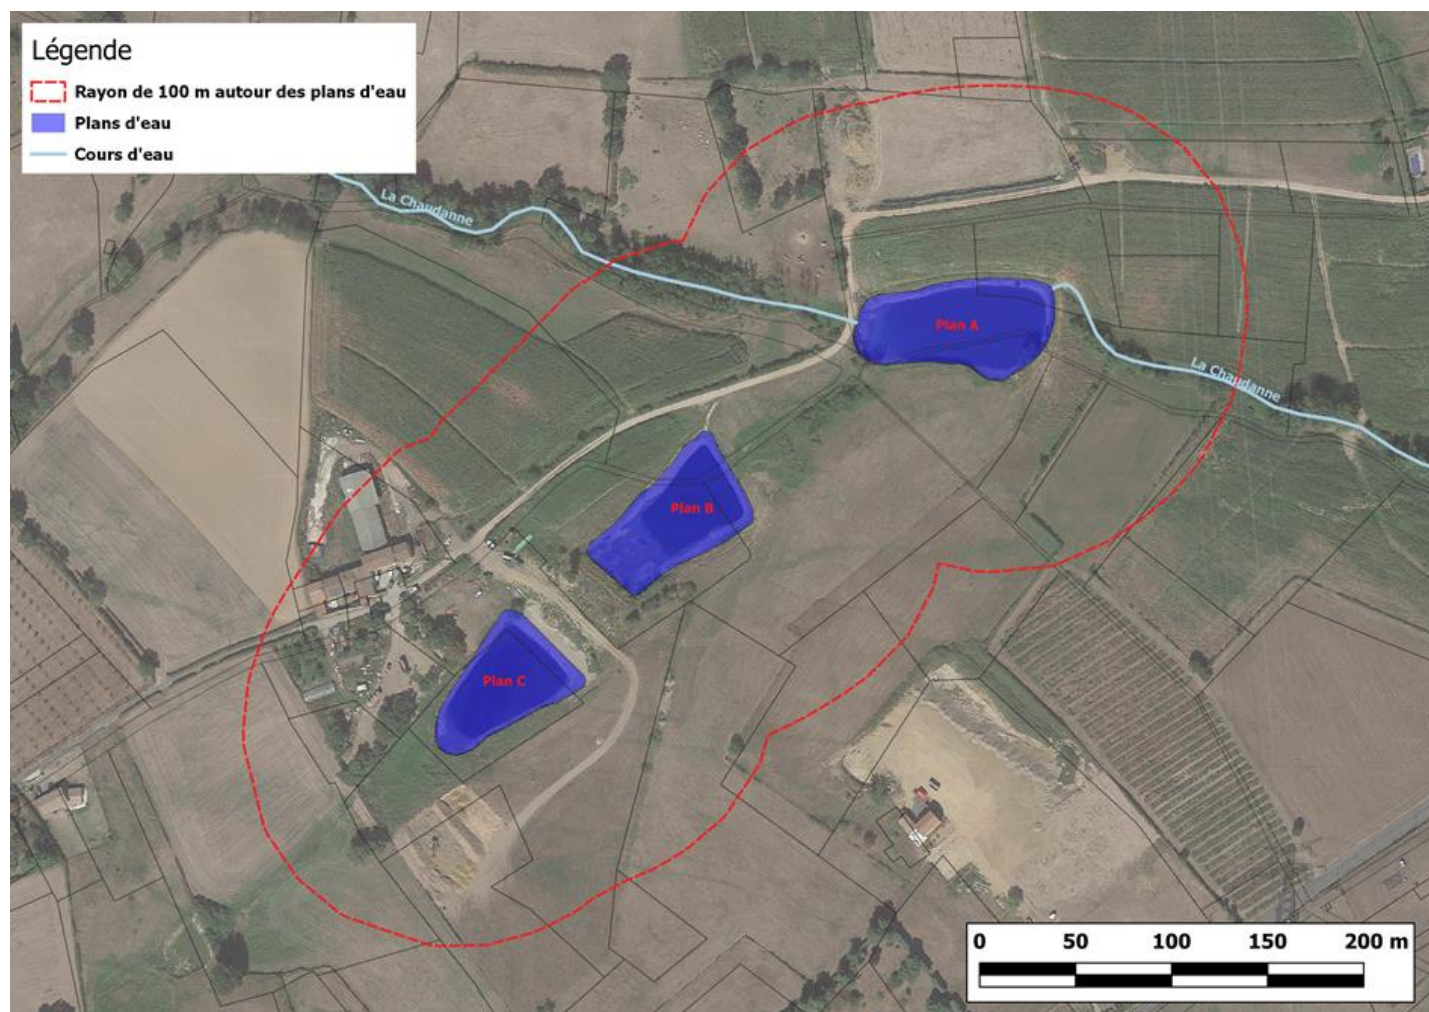 Légende
Rayon de 100 m autour des plans d'eau
Plans d'eau
Cours d'eau
La Chaudanne
Plan A
La Chaudanne
Plan B
Plan C
0 50 100 150 200 m